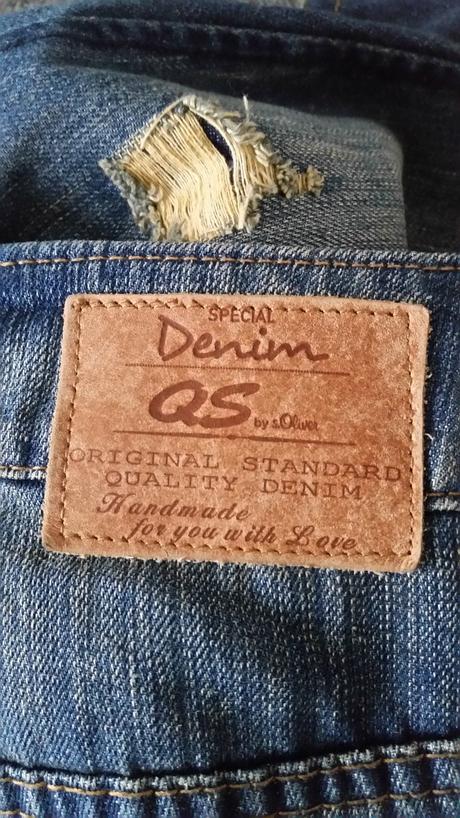 SPECIAL
Denim
QS by s.Oliver
ORIGINAL STANDARD
QUALITY DENIM
Handmade
for you with Love